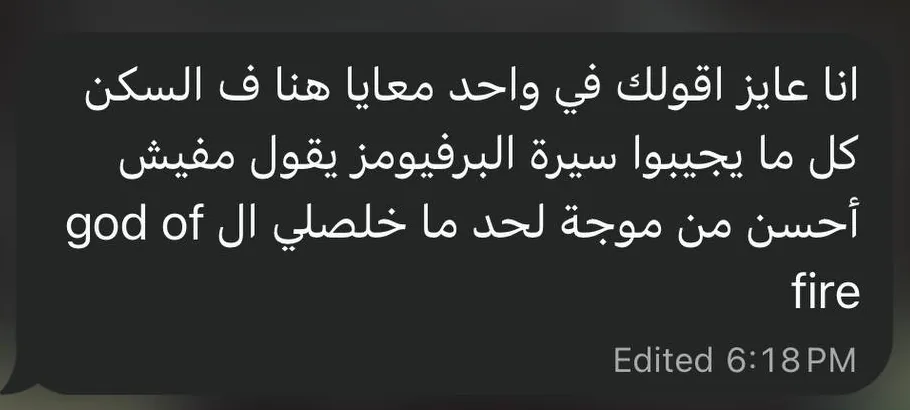 انا عايز اقولك في واحد معايا هنا ف السكن
كل ما يجيبوا سيرة البرفيومز يقول مفيش
أحسن من موجة لحد ما خلصلي ال god of
fire
Edited 6:18 PM